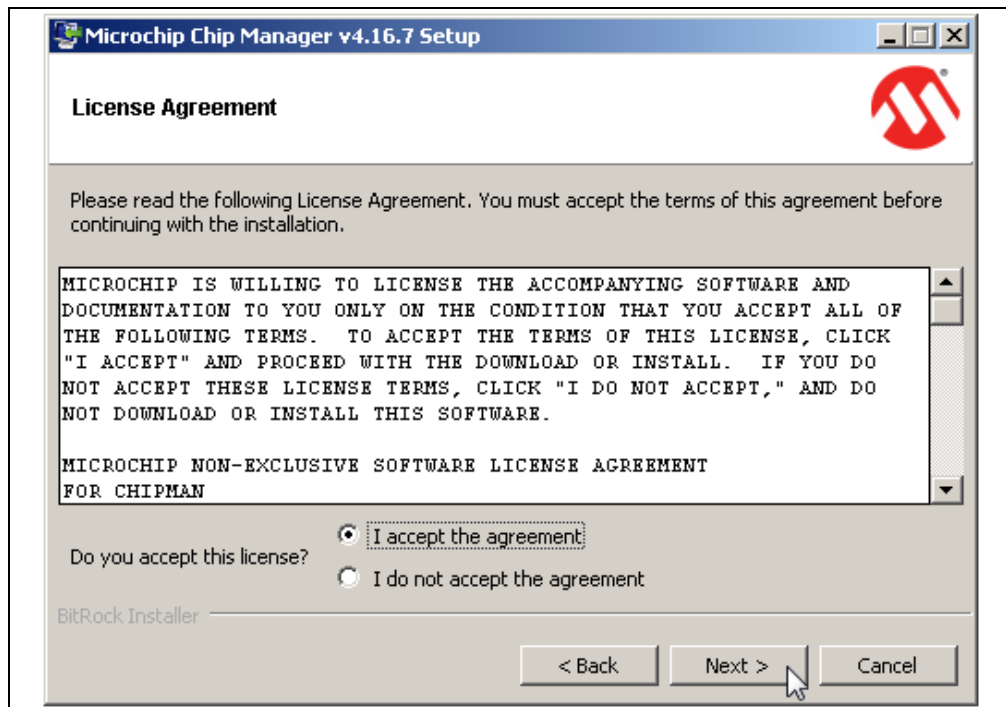 Microchip Chip Manager v4.16.7 Setup
License Agreement
Please read the following License Agreement. You must accept the terms of this agreement before
continuing with the installation.
MICROCHIP IS WILLING TO LICENSE THE ACCOMPANYING SOFTWARE AND
DOCUMENTATION TO YOU ONLY ON THE CONDITION THAT YOU ACCEPT ALL OF
THE FOLLOWING TERMS.  TO ACCEPT THE TERMS OF THIS LICENSE, CLICK
"I ACCEPT" AND PROCEED WITH THE DOWNLOAD OR INSTALL.  IF YOU DO
NOT ACCEPT THESE LICENSE TERMS, CLICK "I DO NOT ACCEPT," AND DO
NOT DOWNLOAD OR INSTALL THIS SOFTWARE.
MICROCHIP NON-EXCLUSIVE SOFTWARE LICENSE AGREEMENT
FOR CHIPMAN
Do you accept this license?
I accept the agreement
I do not accept the agreement
BitRock Installer
< Back Next > Cancel